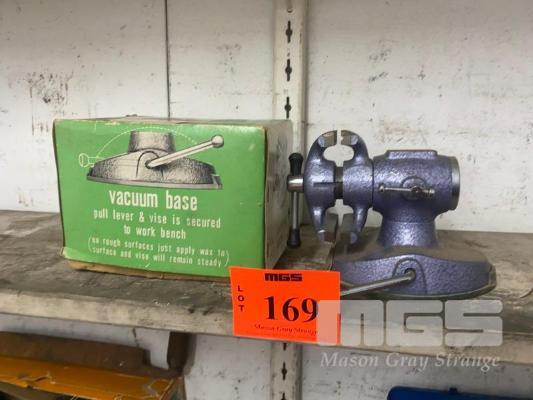 vacuum base
pull lever & vise is secured
to work bench
(on rough surfaces just apply wax to)
surface and vise will remain steady
MGS
LOT
169
Mason Gray Strange
MGS
Mason Gray Strange